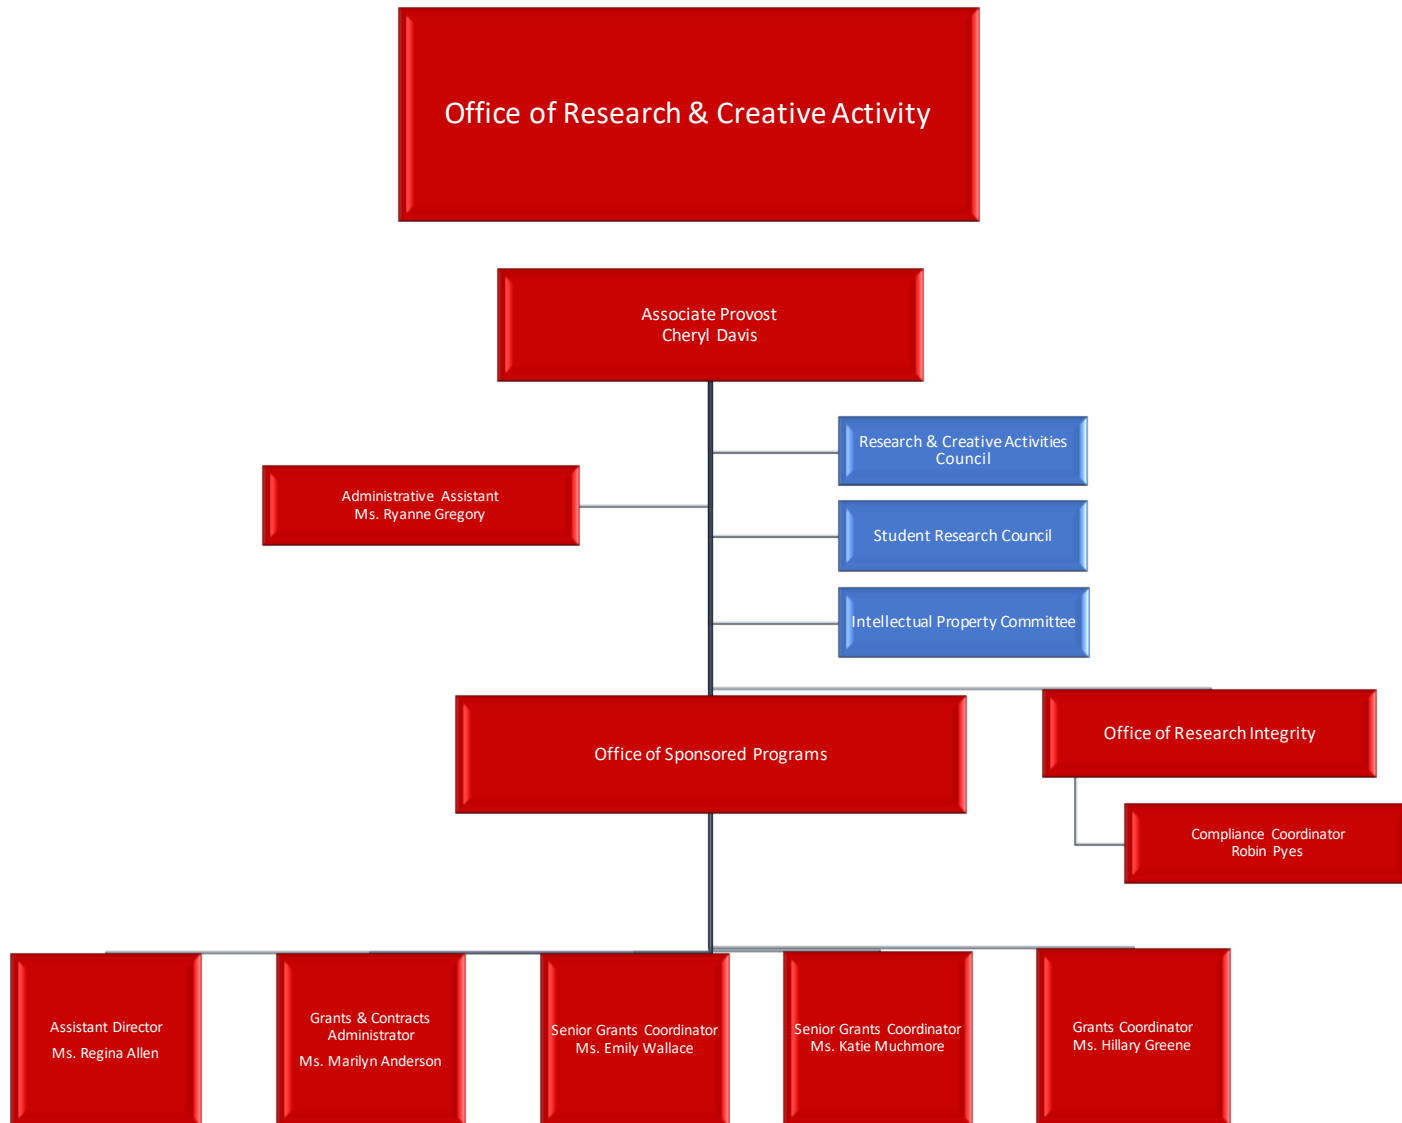 Office of Research & Creative Activity
Associate Provost
Cheryl Davis
Research & Creative Activities
Council
Administrative Assistant
Ms. Ryanne Gregory
Student Research Council
Intellectual Property Committee
Office of Sponsored Programs
Office of Research Integrity
Compliance Coordinator
Robin Pyes
Assistant Director
Ms. Regina Allen
Grants & Contracts
Administrator
Ms. Marilyn Anderson
Senior Grants Coordinator
Ms. Emily Wallace
Senior Grants Coordinator
Ms. Katie Muchmore
Grants Coordinator
Ms. Hillary Greene